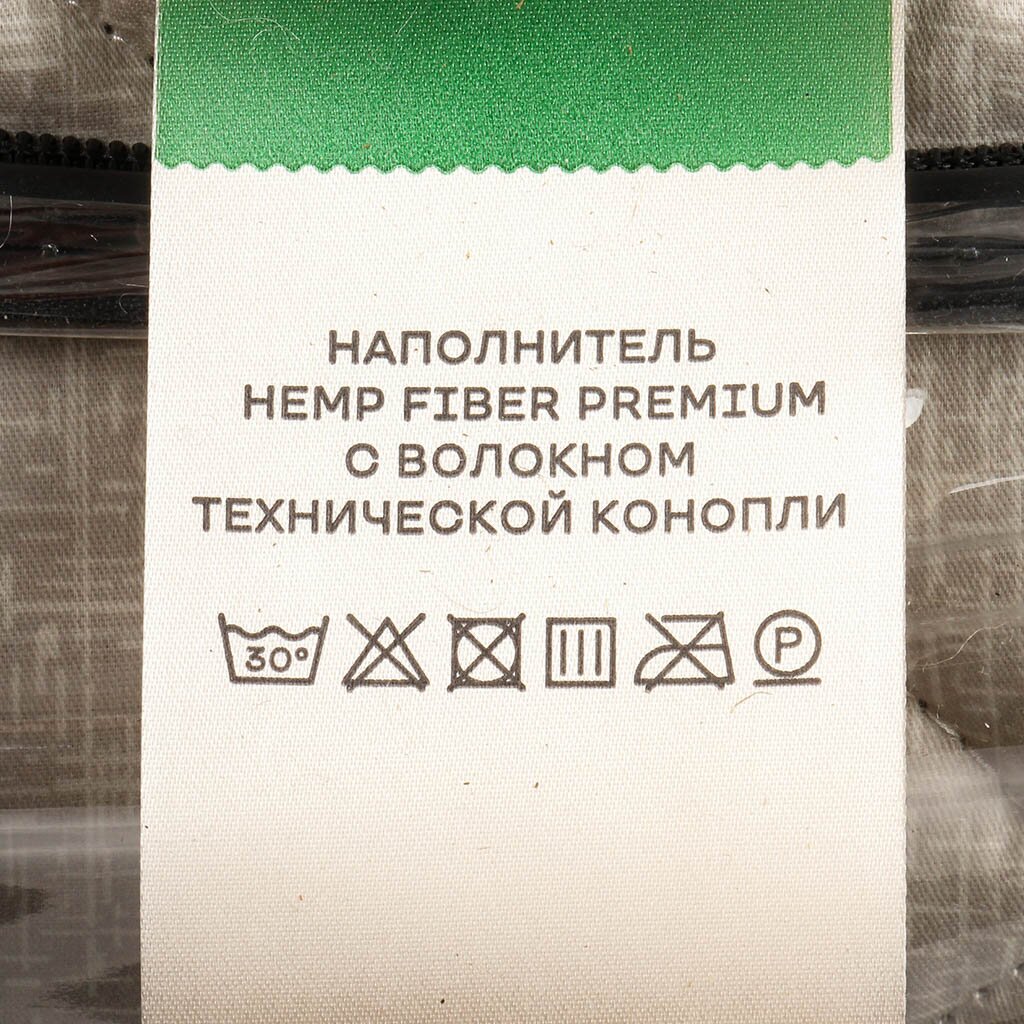 НАПОЛНИТЕЛЬ
HEMP FIBER PREMIUM
С ВОЛОКНОМ
ТЕХНИЧЕСКОЙ КОНОПЛИ
30° P